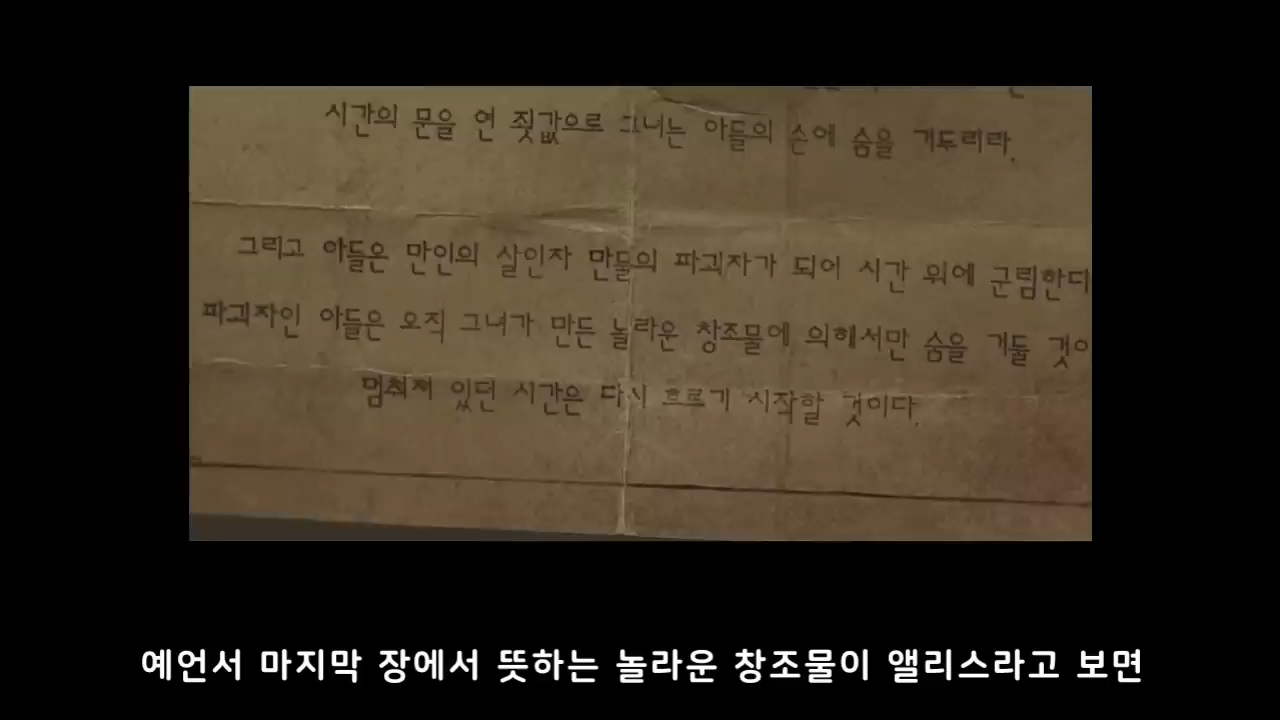 시간의 문을 연 죗값으로 그녀는 아들의 손에 숨을 거두리라.
그리고 아들은 만인의 살인자 만물의 파괴자가 되어 시간 위에 군림한다
파괴자인 아들은 오직 그녀가 만든 놀라운 창조물에 의해서만 숨을 거둘 것이
멈춰져 있던 시간은 다시 흐르기 시작할 것이다.
예언서 마지막 장에서 뜻하는 놀라운 창조물이 앨리스라고 보면